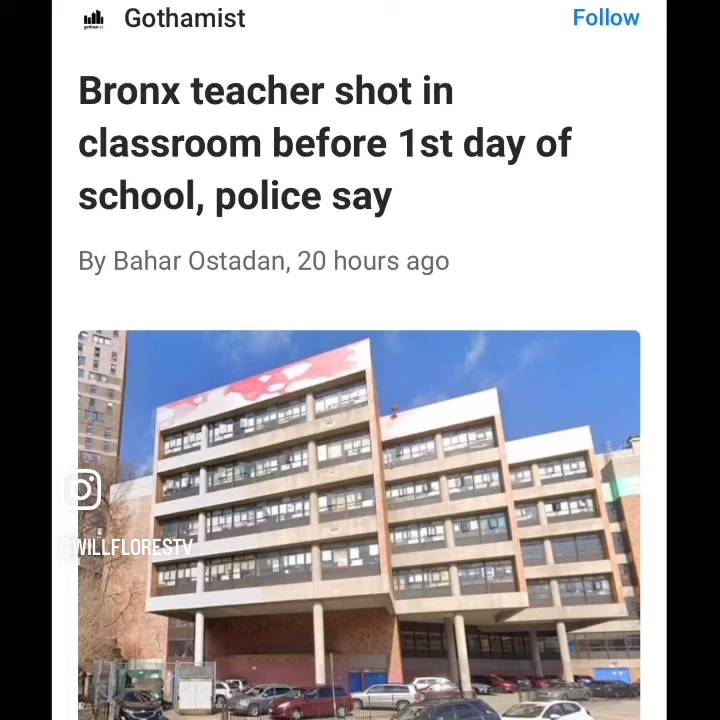 Gothamist
Follow
Bronx teacher shot in
classroom before 1st day of
school, police say
By Bahar Ostadan, 20 hours ago
@WILLFLORESTV